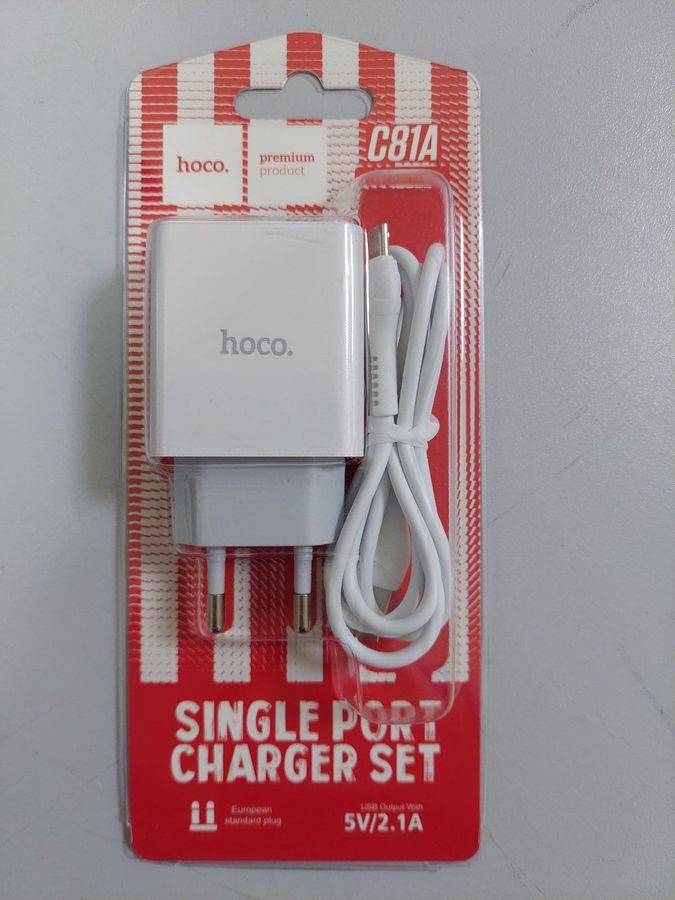 C81A
hoco.
premium
product
hoco.
SINGLE PORT
CHARGER SET
European
standard plug
USB Output With
5V/2.1A